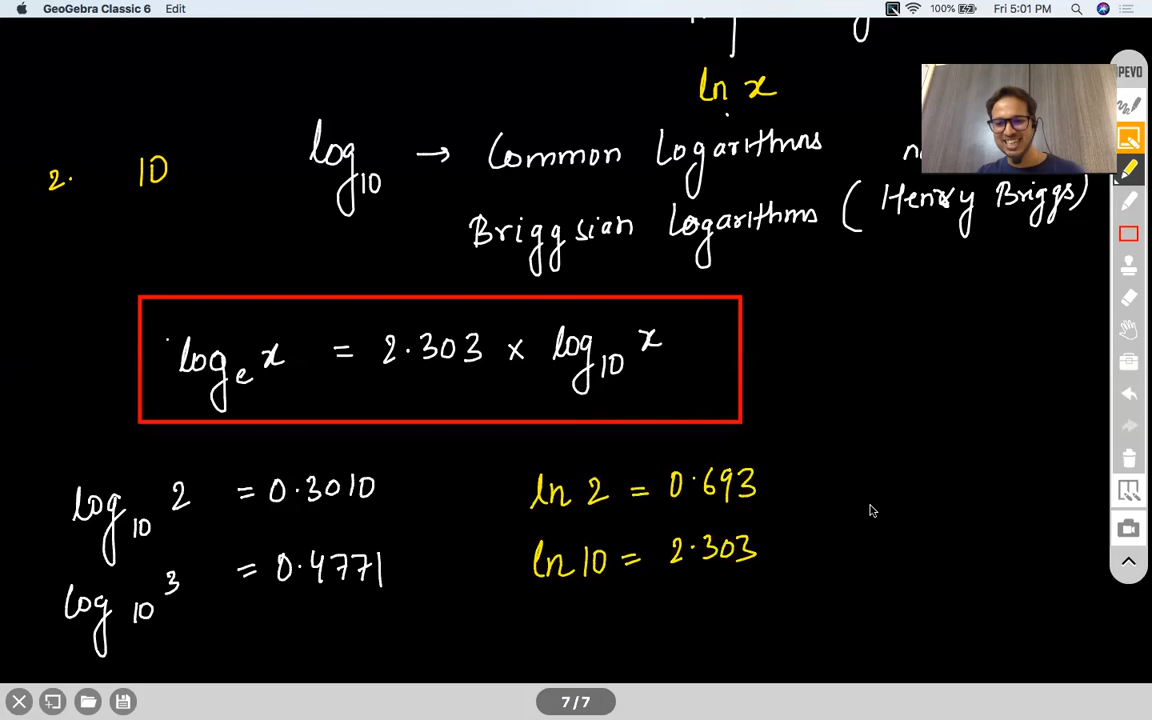 GeoGebra Classic 6 Edit 100% Fri 5:01 PM
ln x
IPEVO
2. 10 log₁₀ → Common Logarithms
Briggsian Logarithms (Henry Briggs)
logₑ x = 2.303 × log₁₀ x
log₁₀ 2 = 0.3010 ln 2 = 0.693
log₁₀ 3 = 0.4771 ln 10 = 2.303
7/7